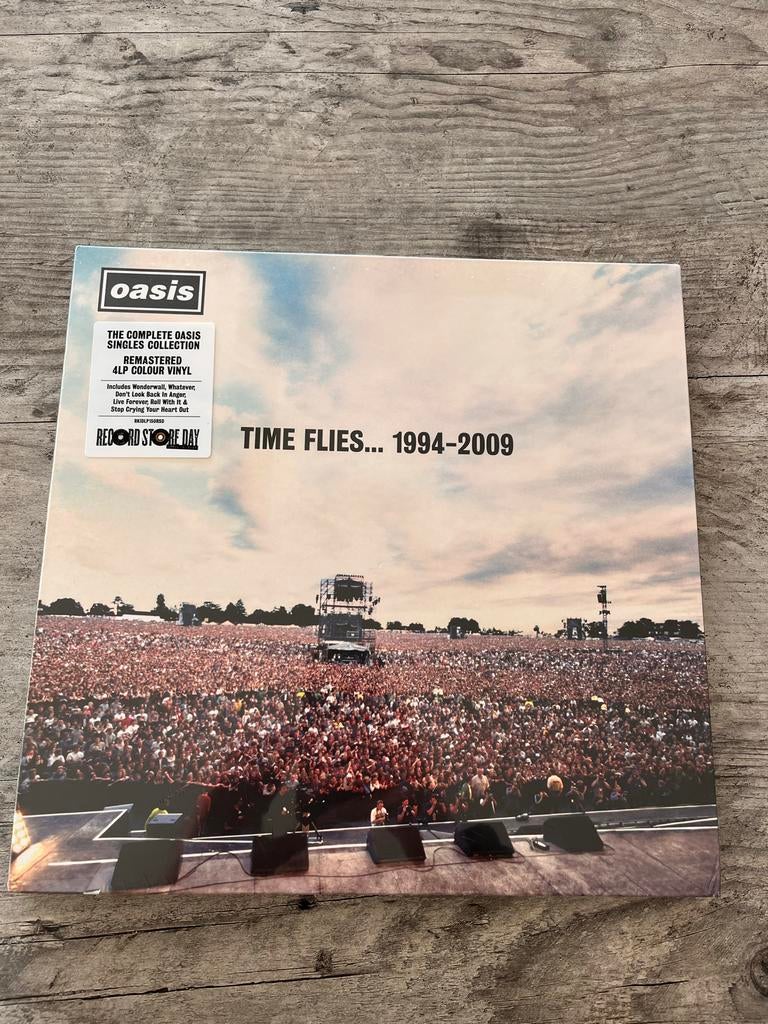 oasis
THE COMPLETE OASIS
SINGLES COLLECTION
REMASTERED
4LP COLOUR VINYL
Includes Wonderwall, Whatever,
Don't Look Back In Anger,
Live Forever, Roll With It &
Stop Crying Your Heart Out
RKIDLP150RSD
RECORD STORE DAY
TIME FLIES... 1994-2009